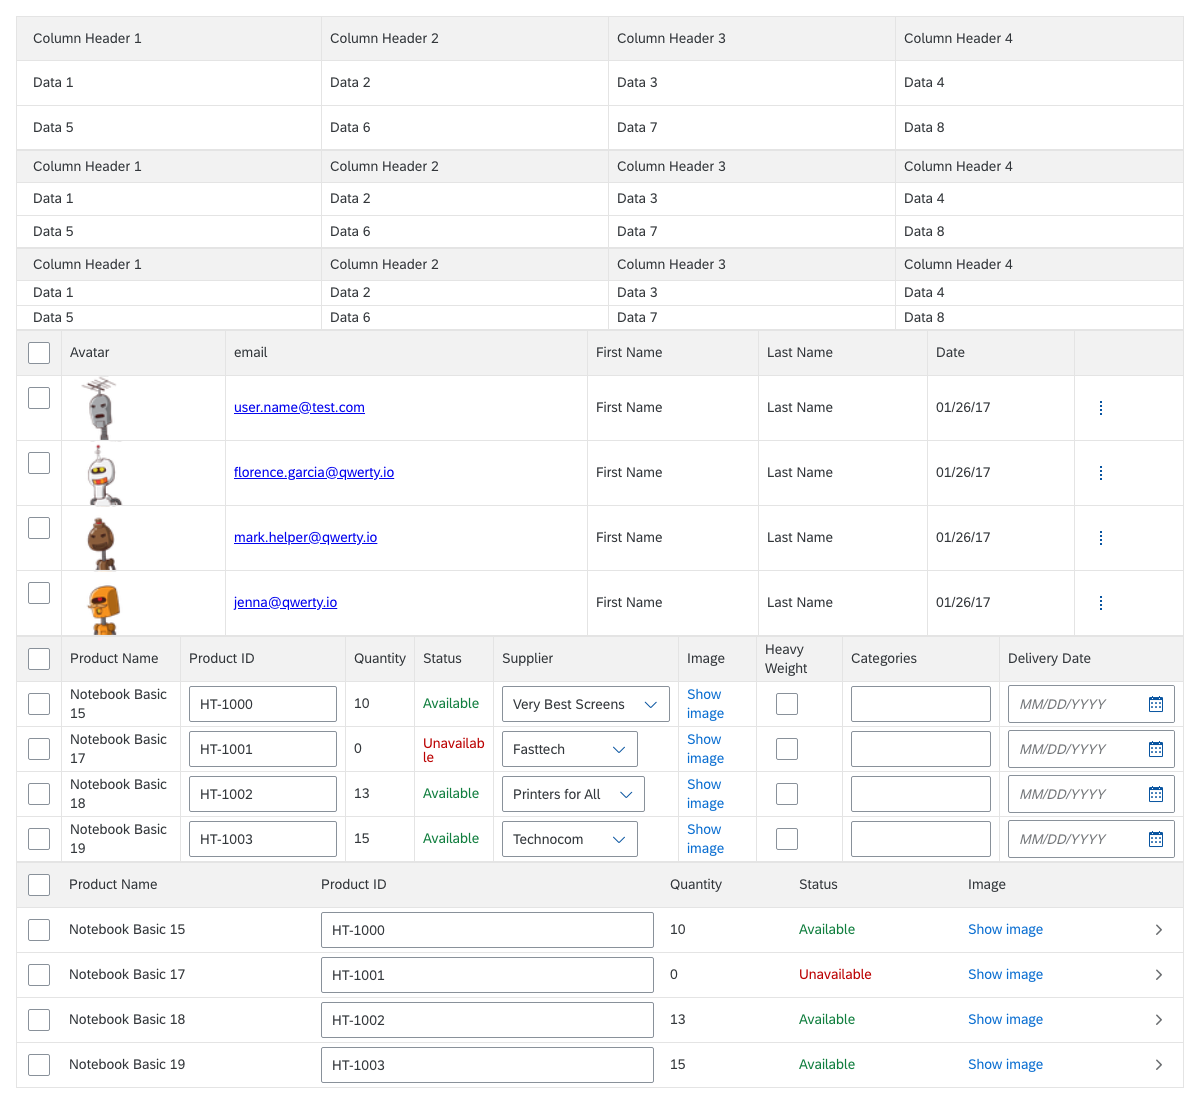 Column Header 1 Column Header 2 Column Header 3 Column Header 4
Data 1 Data 2 Data 3 Data 4
Data 5 Data 6 Data 7 Data 8
Column Header 1 Column Header 2 Column Header 3 Column Header 4
Data 1 Data 2 Data 3 Data 4
Data 5 Data 6 Data 7 Data 8
Column Header 1 Column Header 2 Column Header 3 Column Header 4
Data 1 Data 2 Data 3 Data 4
Data 5 Data 6 Data 7 Data 8
Avatar email First Name Last Name Date
user.name@test.com First Name Last Name 01/26/17
florence.garcia@qwerty.io First Name Last Name 01/26/17
mark.helper@qwerty.io First Name Last Name 01/26/17
jenna@qwerty.io First Name Last Name 01/26/17
Product Name Product ID Quantity Status Supplier Image Heavy Categories Delivery Date
Weight
Notebook Basic HT-1000 10 Available Very Best Screens Show MM/DD/YYYY
15 image
Notebook Basic HT-1001 0 Unavailab Fasttech Show MM/DD/YYYY
17 le image
Notebook Basic HT-1002 13 Available Printers for All Show MM/DD/YYYY
18 image
Notebook Basic HT-1003 15 Available Technocom Show MM/DD/YYYY
19 image
Product Name Product ID Quantity Status Image
Notebook Basic 15 HT-1000 10 Available Show image
Notebook Basic 17 HT-1001 0 Unavailable Show image
Notebook Basic 18 HT-1002 13 Available Show image
Notebook Basic 19 HT-1003 15 Available Show image